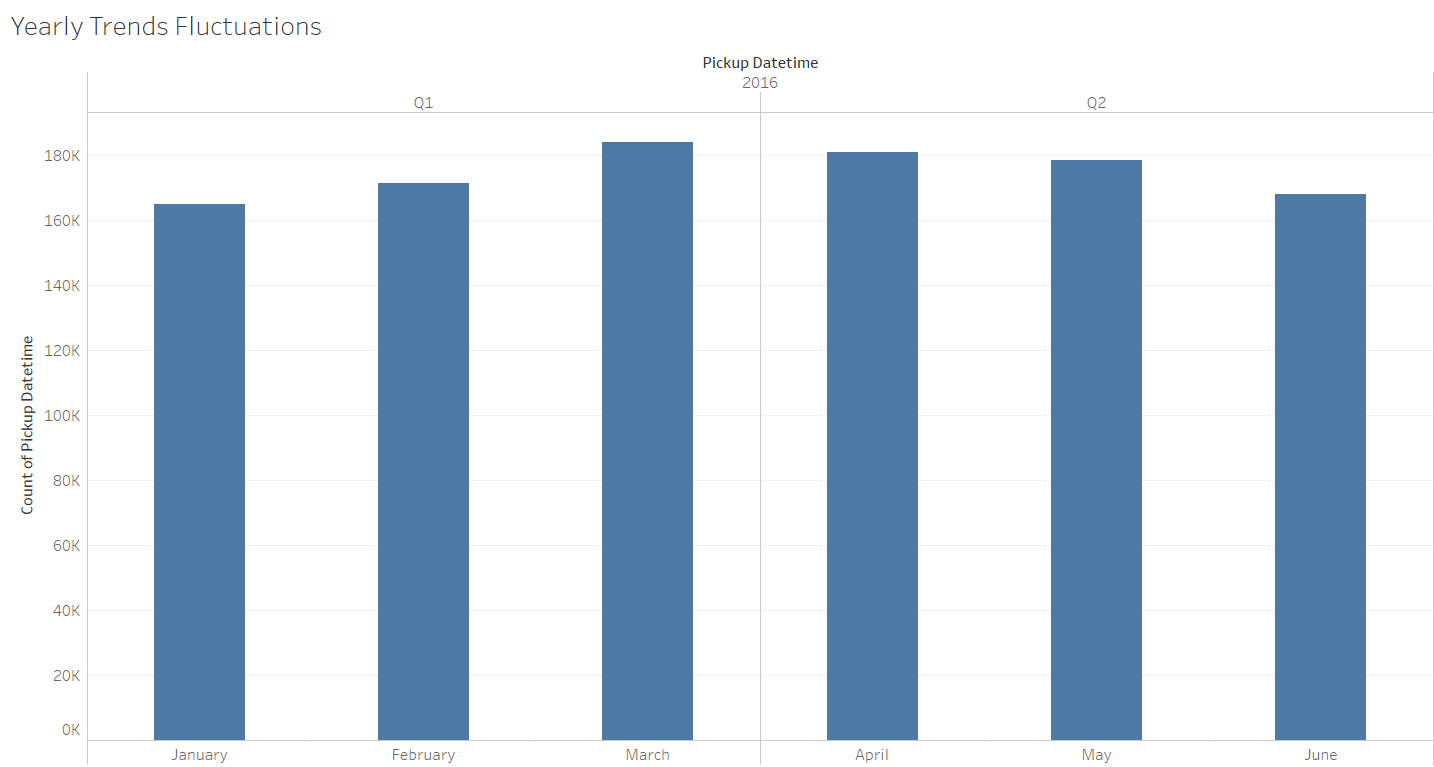 Yearly Trends Fluctuations
Pickup Datetime
2016
Q1 Q2
Count of Pickup Datetime
180K
160K
140K
120K
100K
80K
60K
40K
20K
0K
January February March April May June